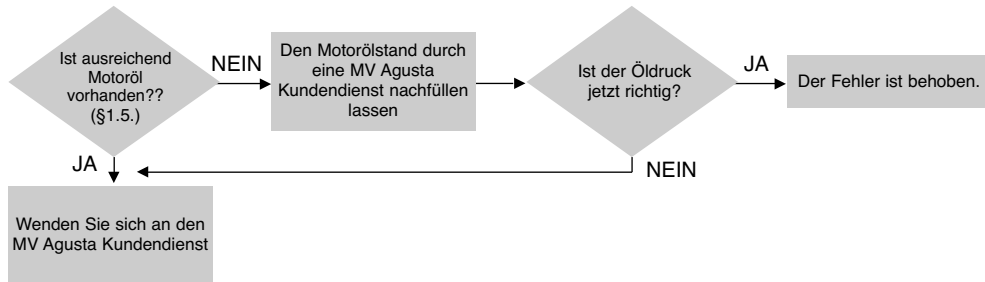 Ist ausreichend
Motoröl
vorhanden??
(§1.5.)
NEIN
Den Motorölstand durch
eine MV Agusta
Kundendienst nachfüllen
lassen
Ist der Öldruck
jetzt richtig?
JA
Der Fehler ist behoben.
JA
NEIN
Wenden Sie sich an den
MV Agusta Kundendienst